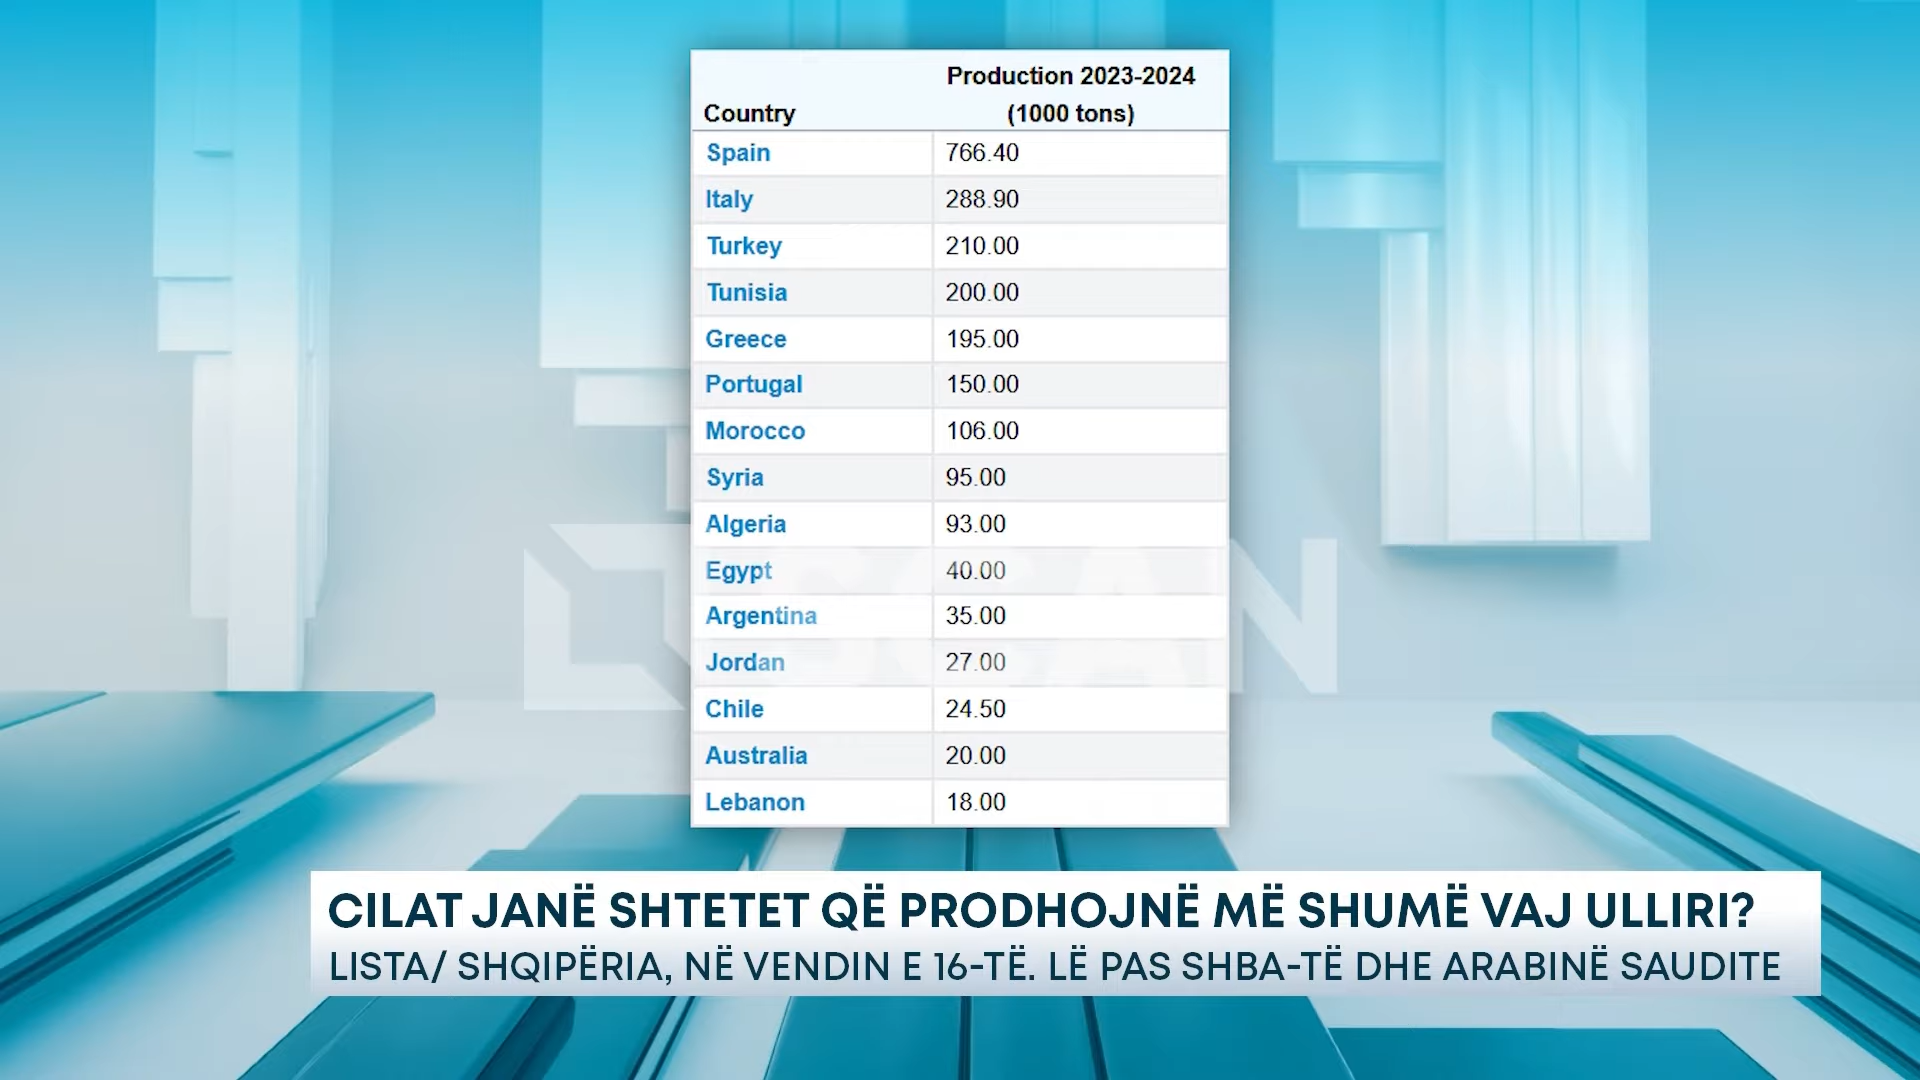 Production 2023-2024
Country (1000 tons)
Spain 766.40
Italy 288.90
Turkey 210.00
Tunisia 200.00
Greece 195.00
Portugal 150.00
Morocco 106.00
Syria 95.00
Algeria 93.00
Egypt 40.00
Argentina 35.00
Jordan 27.00
Chile 24.50
Australia 20.00
Lebanon 18.00
SCAN
CILAT JANË SHTETET QË PRODHOJNË MË SHUMË VAJ ULLIRI?
LISTA/ SHQIPËRIA, NË VENDIN E 16-TË. LË PAS SHBA-TË DHE ARABINË SAUDITE